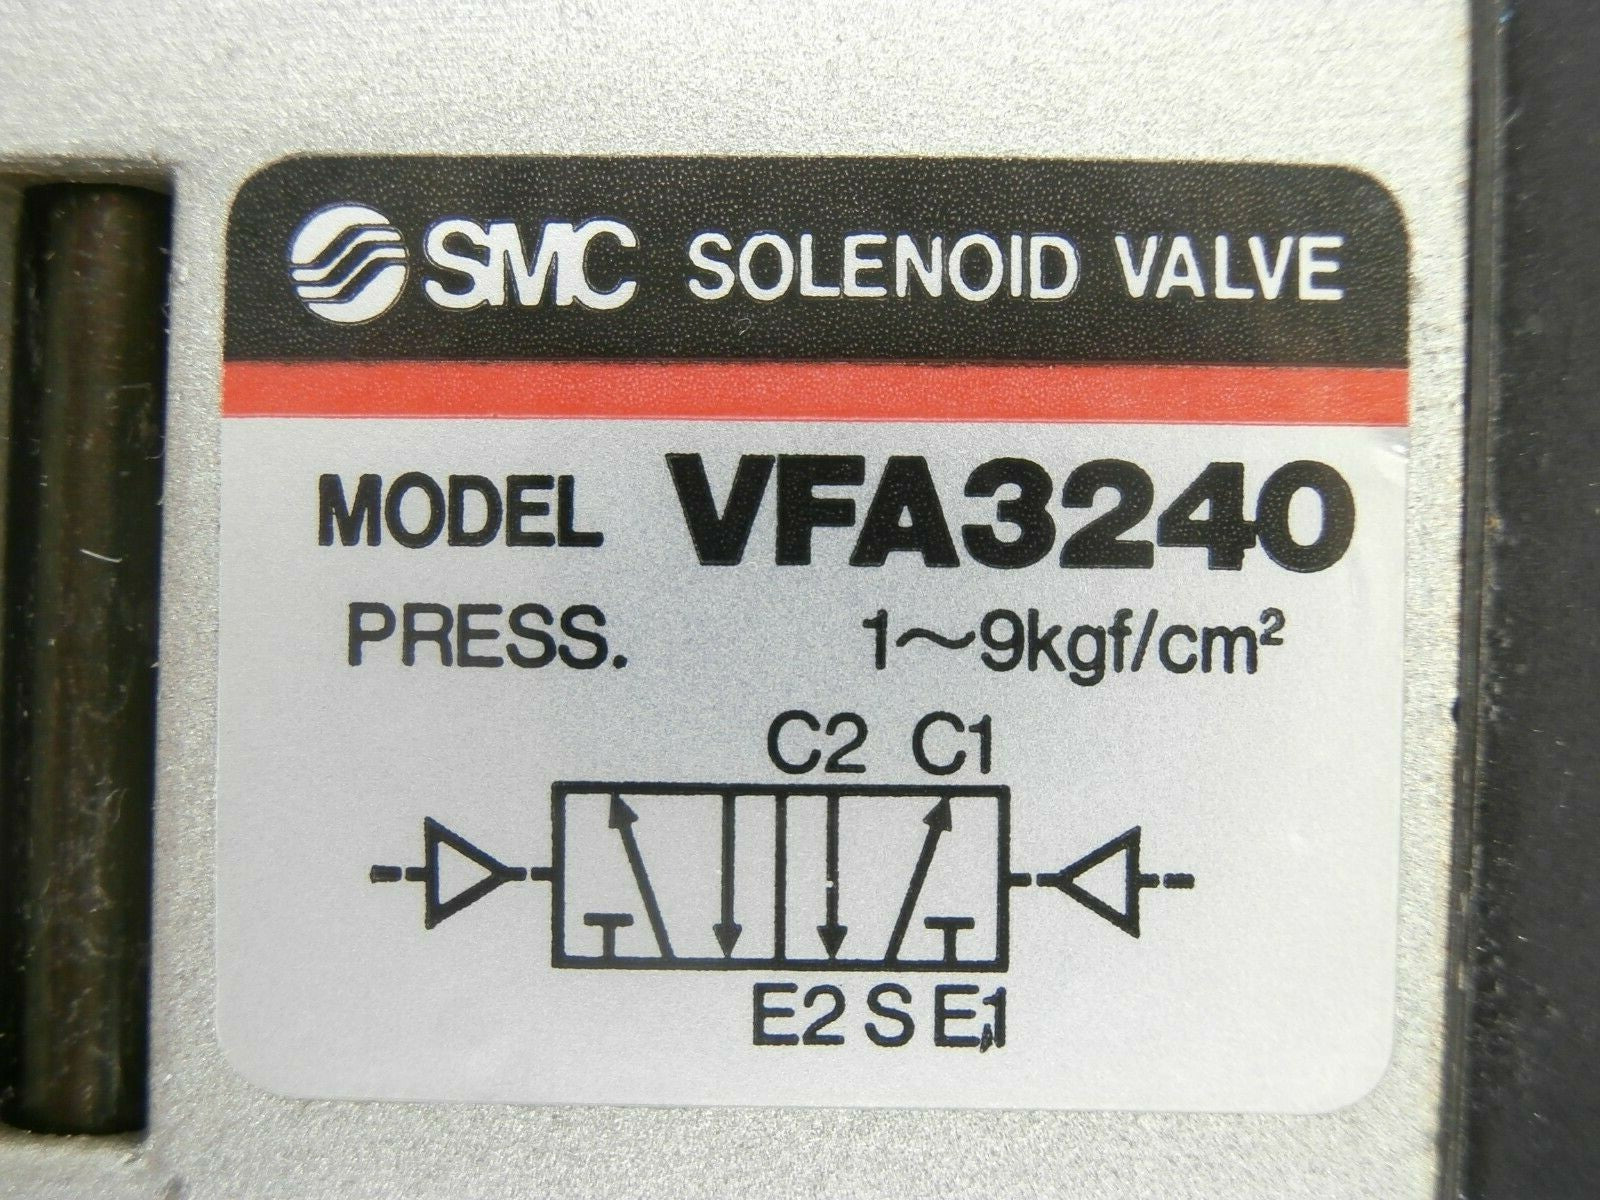 SMC SOLENOID VALVE
MODEL VFA3240
PRESS. 1~9kgf/cm²
C2 C1
E2 S E1